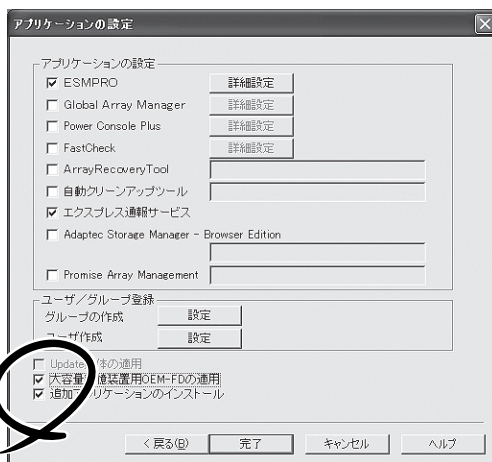 アプリケーションの設定
アプリケーションの設定
ESMPRO 詳細設定
Global Array Manager 詳細設定
Power Console Plus 詳細設定
FastCheck 詳細設定
ArrayRecoveryTool
自動クリーンアップツール
エクスプレス通報サービス
Adaptec Storage Manager - Browser Edition
Promise Array Management
ユーザ/グループ登録
グループの作成 設定
ユーザ作成 設定
Update 体の適用
大容量 憶装置用OEM-FDの適用
追加アプリケーションのインストール
< 戻る(B) 完了 キャンセル ヘルプ